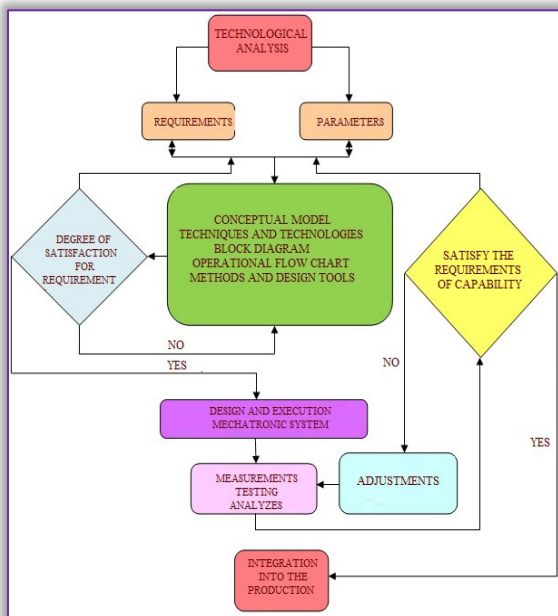 TECHNOLOGICAL
ANALYSIS
REQUIREMENTS
PARAMETERS
DEGREE OF
SATISFACTION
FOR
REQUIREMENT
CONCEPTUAL MODEL
TECHNIQUES AND TECHNOLOGIES
BLOCK DIAGRAM
OPERATIONAL FLOW CHART
METHODS AND DESIGN TOOLS
SATISFY THE
REQUIREMENTS
OF CAPABILITY
NO
YES
NO
DESIGN AND EXECUTION
MECHATRONIC SYSTEM
YES
MEASUREMENTS
TESTING
ANALYZES
ADJUSTMENTS
INTEGRATION
INTO THE
PRODUCTION